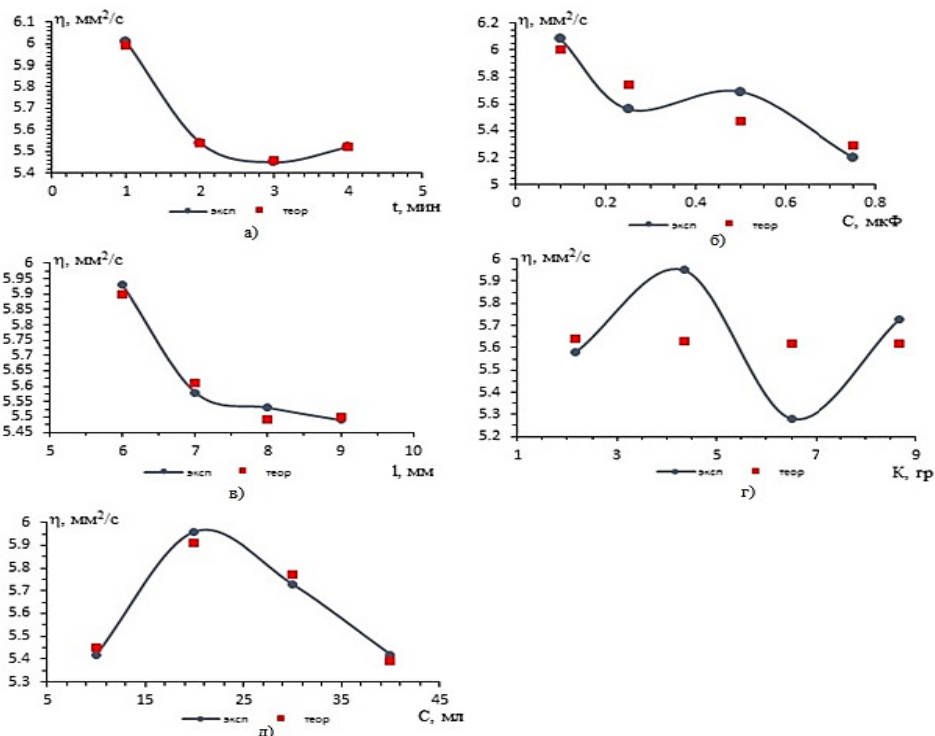 η, мм²/с
6.1
6
5.9
5.8
5.7
5.6
5.5
5.4
0 1 2 3 4 5
t, мин
эксп теор
а)
η, мм²/с
6.2
6
5.8
5.6
5.4
5.2
5
0 0.2 0.4 0.6 0.8
С, мкФ
эксп теор
б)
η, мм²/с
6
5.95
5.9
5.85
5.8
5.75
5.7
5.65
5.6
5.55
5.5
5.45
5 6 7 8 9 10
l, мм
эксп теор
в)
η, мм²/с
6
5.9
5.8
5.7
5.6
5.5
5.4
5.3
5.2
1 3 5 7 9
К, гр
эксп теор
г)
η, мм²/с
6
5.9
5.8
5.7
5.6
5.5
5.4
5.3
5 15 25 35 45
С, мл
эксп теор
д)